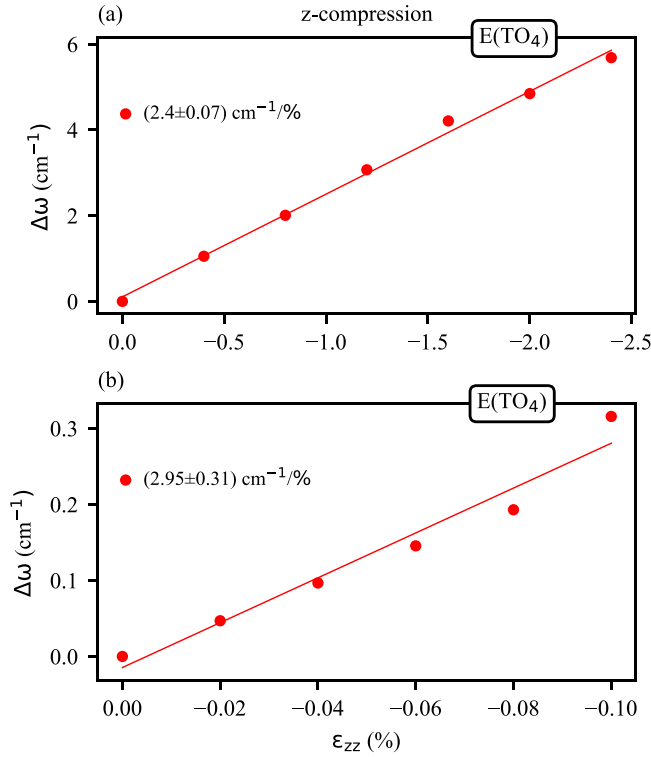 (a)
z-compression
E(TO₄)
6
(2.4±0.07) cm⁻¹/%
4
Δω (cm⁻¹)
2
0
0.0 −0.5 −1.0 −1.5 −2.0 −2.5
(b)
E(TO₄)
0.3
(2.95±0.31) cm⁻¹/%
0.2
Δω (cm⁻¹)
0.1
0.0
0.00 −0.02 −0.04 −0.06 −0.08 −0.10
ε_zz (%)